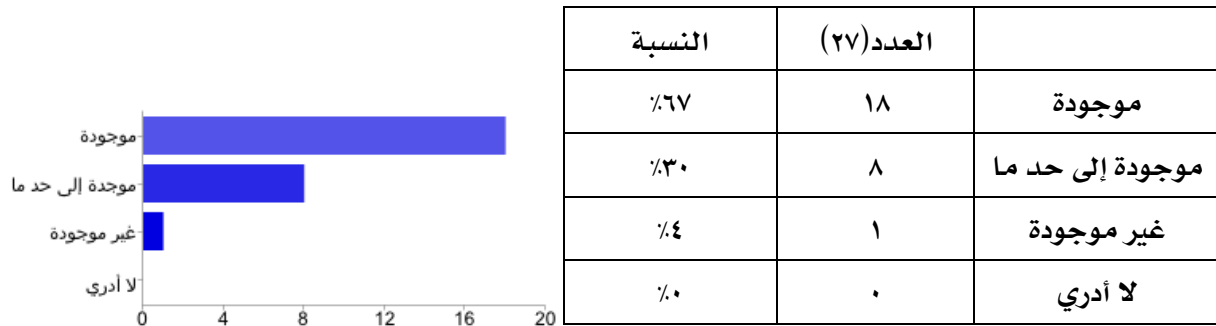 العدد(٢٧) النسبة
موجودة ١٨ ٦٧٪
موجودة إلى حد ما ٨ ٣٠٪
غير موجودة ١ ٤٪
لا أدري ٠ ٠٪
موجودة
موجدة إلى حد ما
غير موجودة
لا أدري
0 4 8 12 16 20